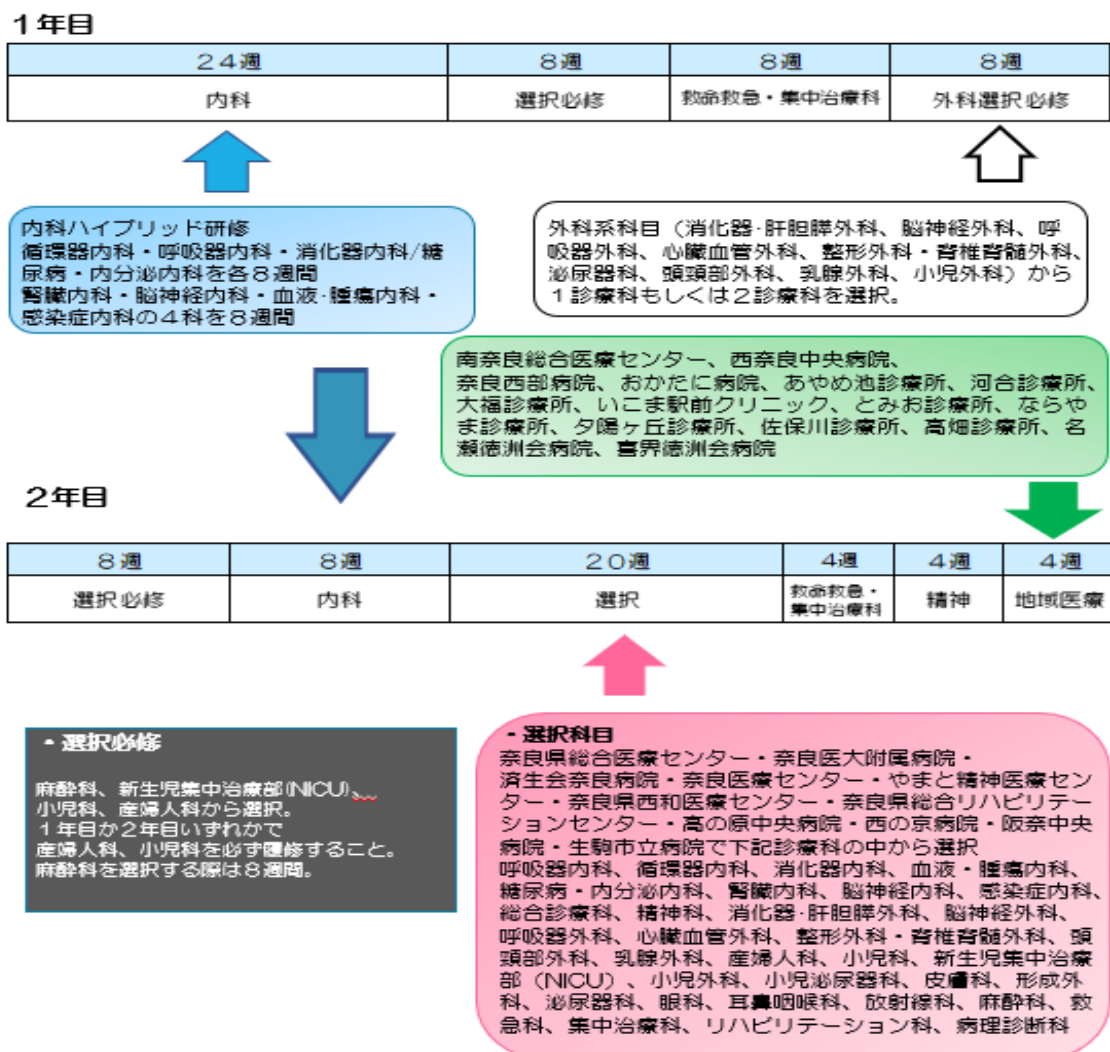 1年目
24週 8週 8週 8週
内科 選択必修 救命救急・集中治療科 外科選択必修
内科ハイブリッド研修
循環器内科・呼吸器内科・消化器内科/糖
尿病・内分泌内科を各8週間
腎臓内科・脳神経内科・血液・腫瘍内科・
感染症内科の4科を8週間
外科系科目（消化器・肝胆膵外科、脳神経外科、呼
吸器外科、心臓血管外科、整形外科・脊椎脊髄外科、
泌尿器科、頭頸部外科、乳腺外科、小児外科）から
1診療科もしくは2診療科を選択。
南奈良総合医療センター、西奈良中央病院、
奈良西部病院、おかたに病院、あやめ池診療所、河合診療所、
大福診療所、いこま駅前クリニック、とみお診療所、ならや
ま診療所、夕陽ヶ丘診療所、佐保川診療所、高畑診療所、名
瀬徳洲会病院、喜界徳洲会病院
2年目
8週 8週 20週 4週 4週 4週
選択必修 内科 選択 救命救急・ 精神 地域医療
集中治療科
・選択必修
麻酔科、新生児集中治療部(NICU)、
小児科、産婦人科から選択。
1年目か2年目いずれかで
産婦人科、小児科を必ず履修すること。
麻酔科を選択する際は8週間。
・選択科目
奈良県総合医療センター・奈良医大附属病院・
済生会奈良病院・奈良医療センター・やまと精神医療セン
ター・奈良県西和医療センター・奈良県総合リハビリテー
ションセンター・高の原中央病院・西の京病院・阪奈中央
病院・生駒市立病院で下記診療科の中から選択
呼吸器内科、循環器内科、消化器内科、血液・腫瘍内科、
糖尿病・内分泌内科、腎臓内科、脳神経内科、感染症内科、
総合診療科、精神科、消化器・肝胆膵外科、脳神経外科、
呼吸器外科、心臓血管外科、整形外科・脊椎脊髄外科、頭
頸部外科、乳腺外科、産婦人科、小児科、新生児集中治療
部（NICU）、小児外科、小児泌尿器科、皮膚科、形成外
科、泌尿器科、眼科、耳鼻咽喉科、放射線科、麻酔科、救
急科、集中治療科、リハビリテーション科、病理診断科